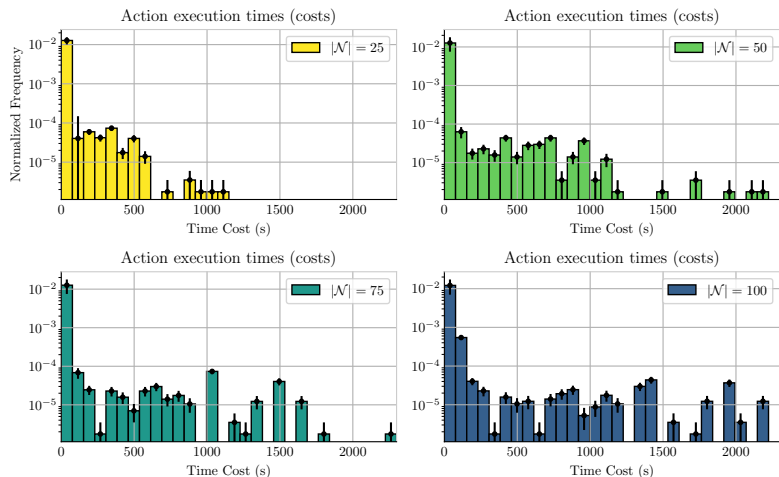 Action execution times (costs)
Normalized Frequency
10⁻²
10⁻³
10⁻⁴
10⁻⁵
|𝒩| = 25
0 500 1000 1500 2000
Time Cost (s)
Action execution times (costs)
10⁻²
10⁻³
10⁻⁴
10⁻⁵
|𝒩| = 50
0 500 1000 1500 2000
Time Cost (s)
Action execution times (costs)
10⁻²
10⁻³
10⁻⁴
10⁻⁵
|𝒩| = 75
0 500 1000 1500 2000
Time Cost (s)
Action execution times (costs)
10⁻²
10⁻³
10⁻⁴
10⁻⁵
|𝒩| = 100
0 500 1000 1500 2000
Time Cost (s)